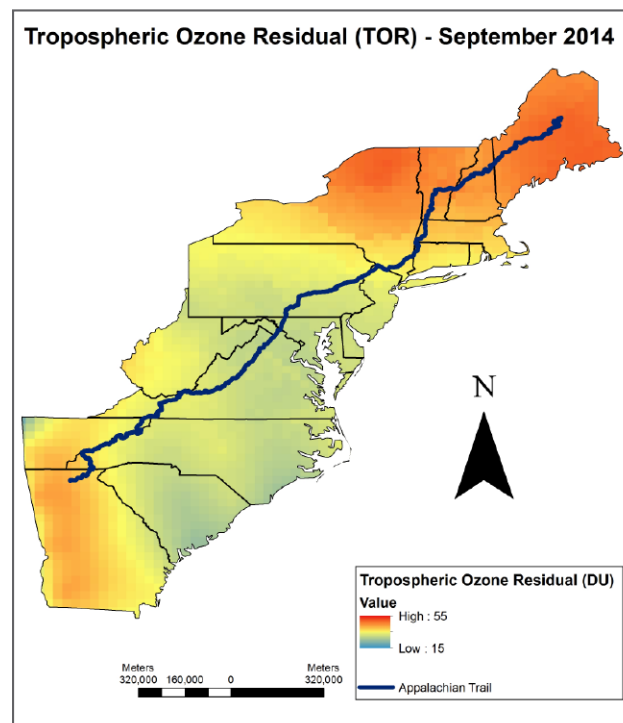 Tropospheric Ozone Residual (TOR) - September 2014
N
Tropospheric Ozone Residual (DU)
Value
High : 55
Low : 15
Appalachian Trail
Meters Meters
320,000 160,000 0 320,000